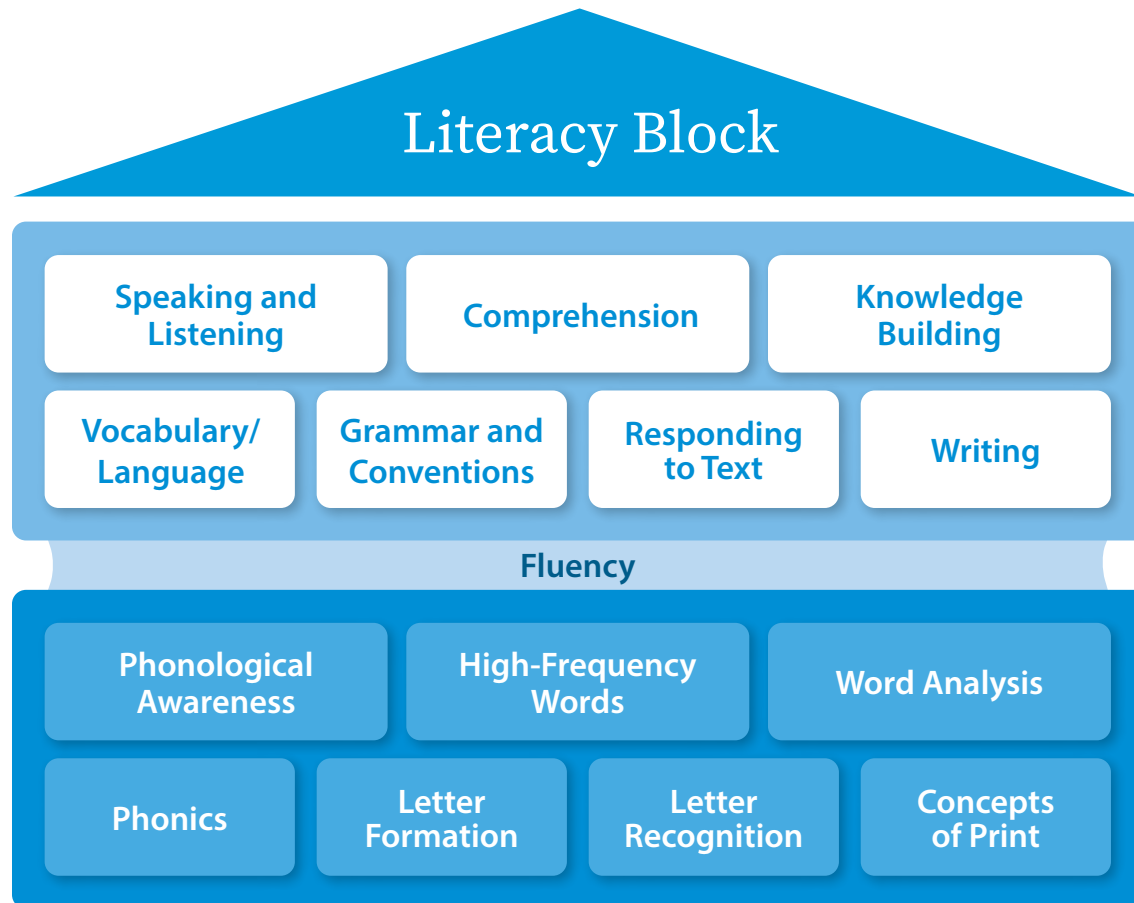 Literacy Block
Speaking and
Listening
Comprehension
Knowledge
Building
Vocabulary/
Language
Grammar and
Conventions
Responding
to Text
Writing
Fluency
Phonological
Awareness
High-Frequency
Words
Word Analysis
Phonics
Letter
Formation
Letter
Recognition
Concepts
of Print